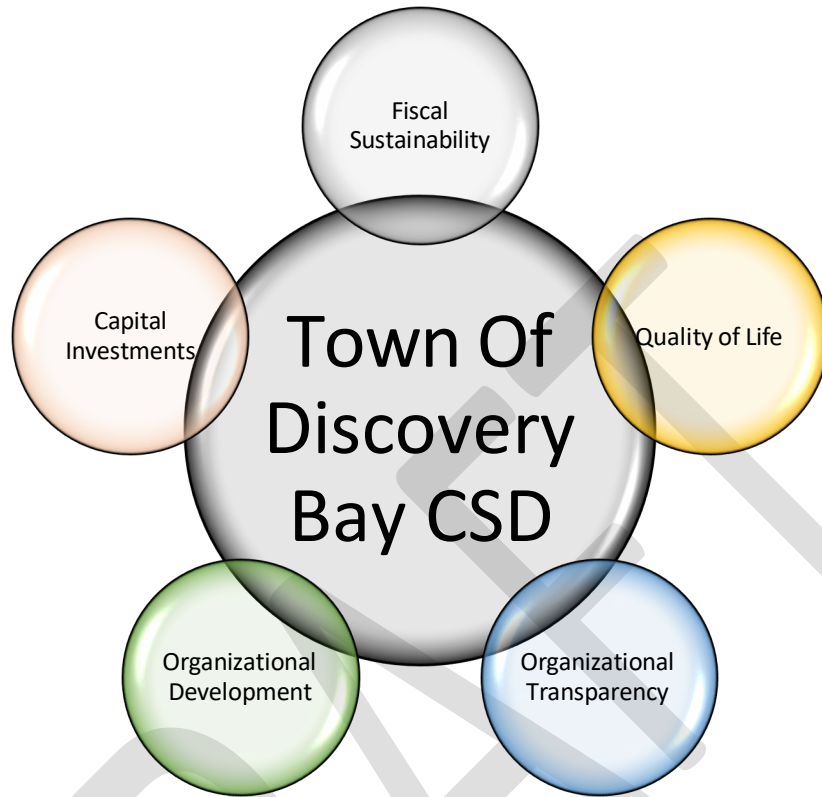 Fiscal
Sustainability
Capital
Investments
Quality of Life
Town Of
Discovery
Bay CSD
Organizational
Development
Organizational
Transparency